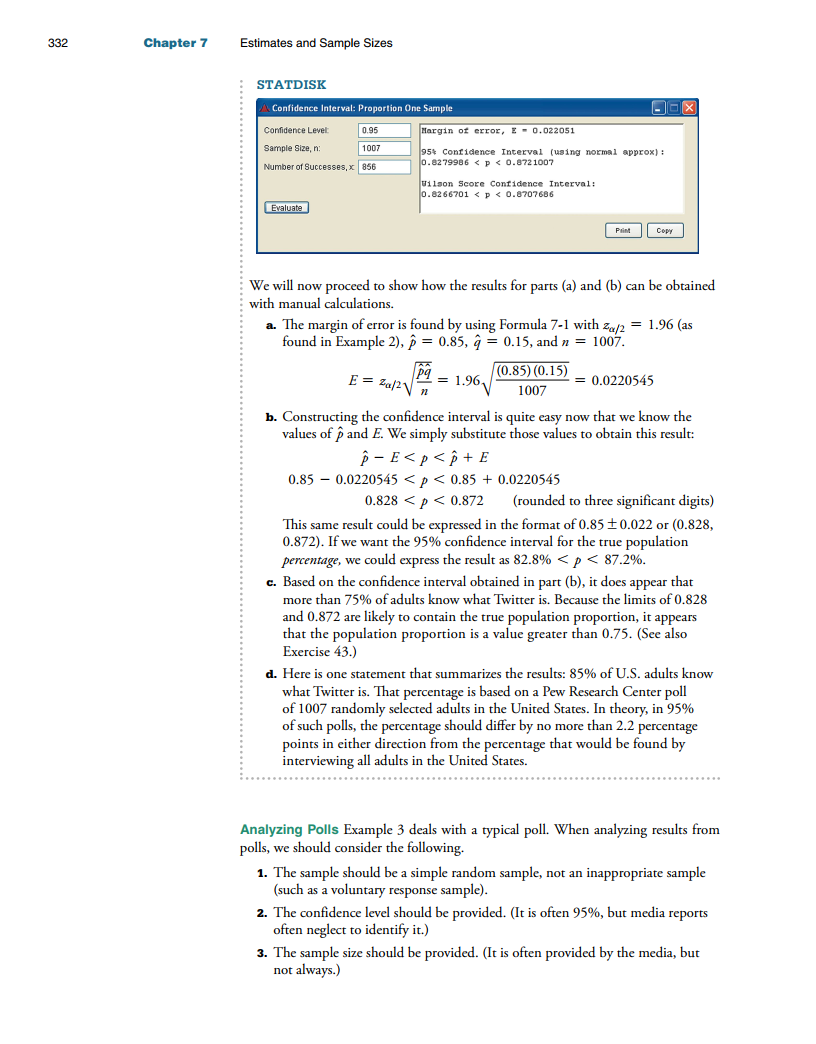 332 Chapter 7 Estimates and Sample Sizes
STATDISK
Confidence Interval: Proportion One Sample
Confidence Level: 0.95
Sample Size, n: 1007
Number of Successes, x: 856
Evaluate
Margin of error, E = 0.022051
95% Confidence Interval (using normal approx):
0.8279986 < p < 0.8721007
Wilson Score Confidence Interval:
0.8266701 < p < 0.8707686
Print Copy
We will now proceed to show how the results for parts (a) and (b) can be obtained
with manual calculations.
a. The margin of error is found by using Formula 7-1 with zα/2 = 1.96 (as
found in Example 2), p̂ = 0.85, q̂ = 0.15, and n = 1007.
E = zα/2 √(p̂q̂/n) = 1.96 √((0.85)(0.15)/1007) = 0.0220545
b. Constructing the confidence interval is quite easy now that we know the
values of p̂ and E. We simply substitute those values to obtain this result:
p̂ − E < p < p̂ + E
0.85 − 0.0220545 < p < 0.85 + 0.0220545
0.828 < p < 0.872 (rounded to three significant digits)
This same result could be expressed in the format of 0.85 ± 0.022 or (0.828,
0.872). If we want the 95% confidence interval for the true population
percentage, we could express the result as 82.8% < p < 87.2%.
c. Based on the confidence interval obtained in part (b), it does appear that
more than 75% of adults know what Twitter is. Because the limits of 0.828
and 0.872 are likely to contain the true population proportion, it appears
that the population proportion is a value greater than 0.75. (See also
Exercise 43.)
d. Here is one statement that summarizes the results: 85% of U.S. adults know
what Twitter is. That percentage is based on a Pew Research Center poll
of 1007 randomly selected adults in the United States. In theory, in 95%
of such polls, the percentage should differ by no more than 2.2 percentage
points in either direction from the percentage that would be found by
interviewing all adults in the United States.
Analyzing Polls Example 3 deals with a typical poll. When analyzing results from
polls, we should consider the following.
1. The sample should be a simple random sample, not an inappropriate sample
(such as a voluntary response sample).
2. The confidence level should be provided. (It is often 95%, but media reports
often neglect to identify it.)
3. The sample size should be provided. (It is often provided by the media, but
not always.)